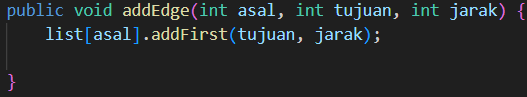 public void addEdge(int asal, int tujuan, int jarak) {
    list[asal].addFirst(tujuan, jarak);
}